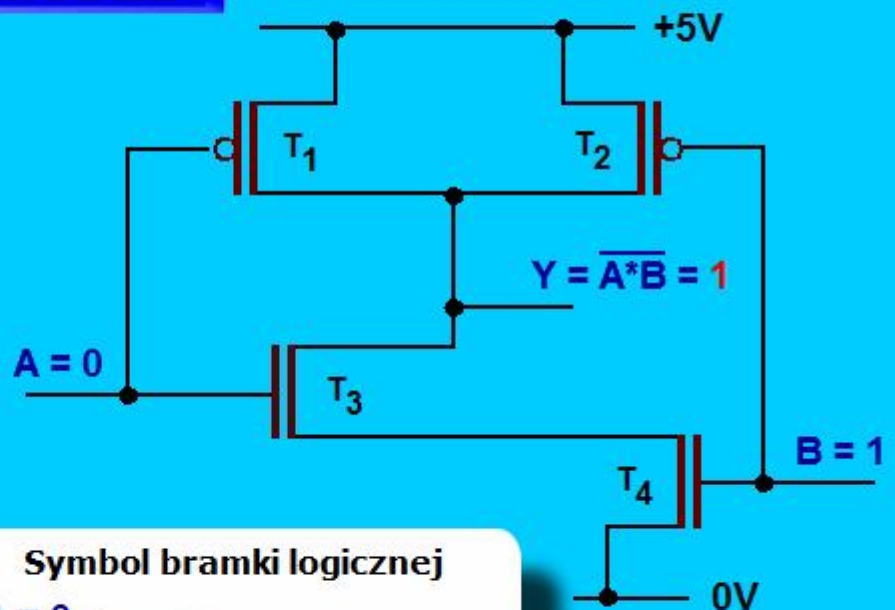 +5V
T1
T2
Y = A*B = 1
A = 0
T3
B = 1
T4
Symbol bramki logicznej
0V